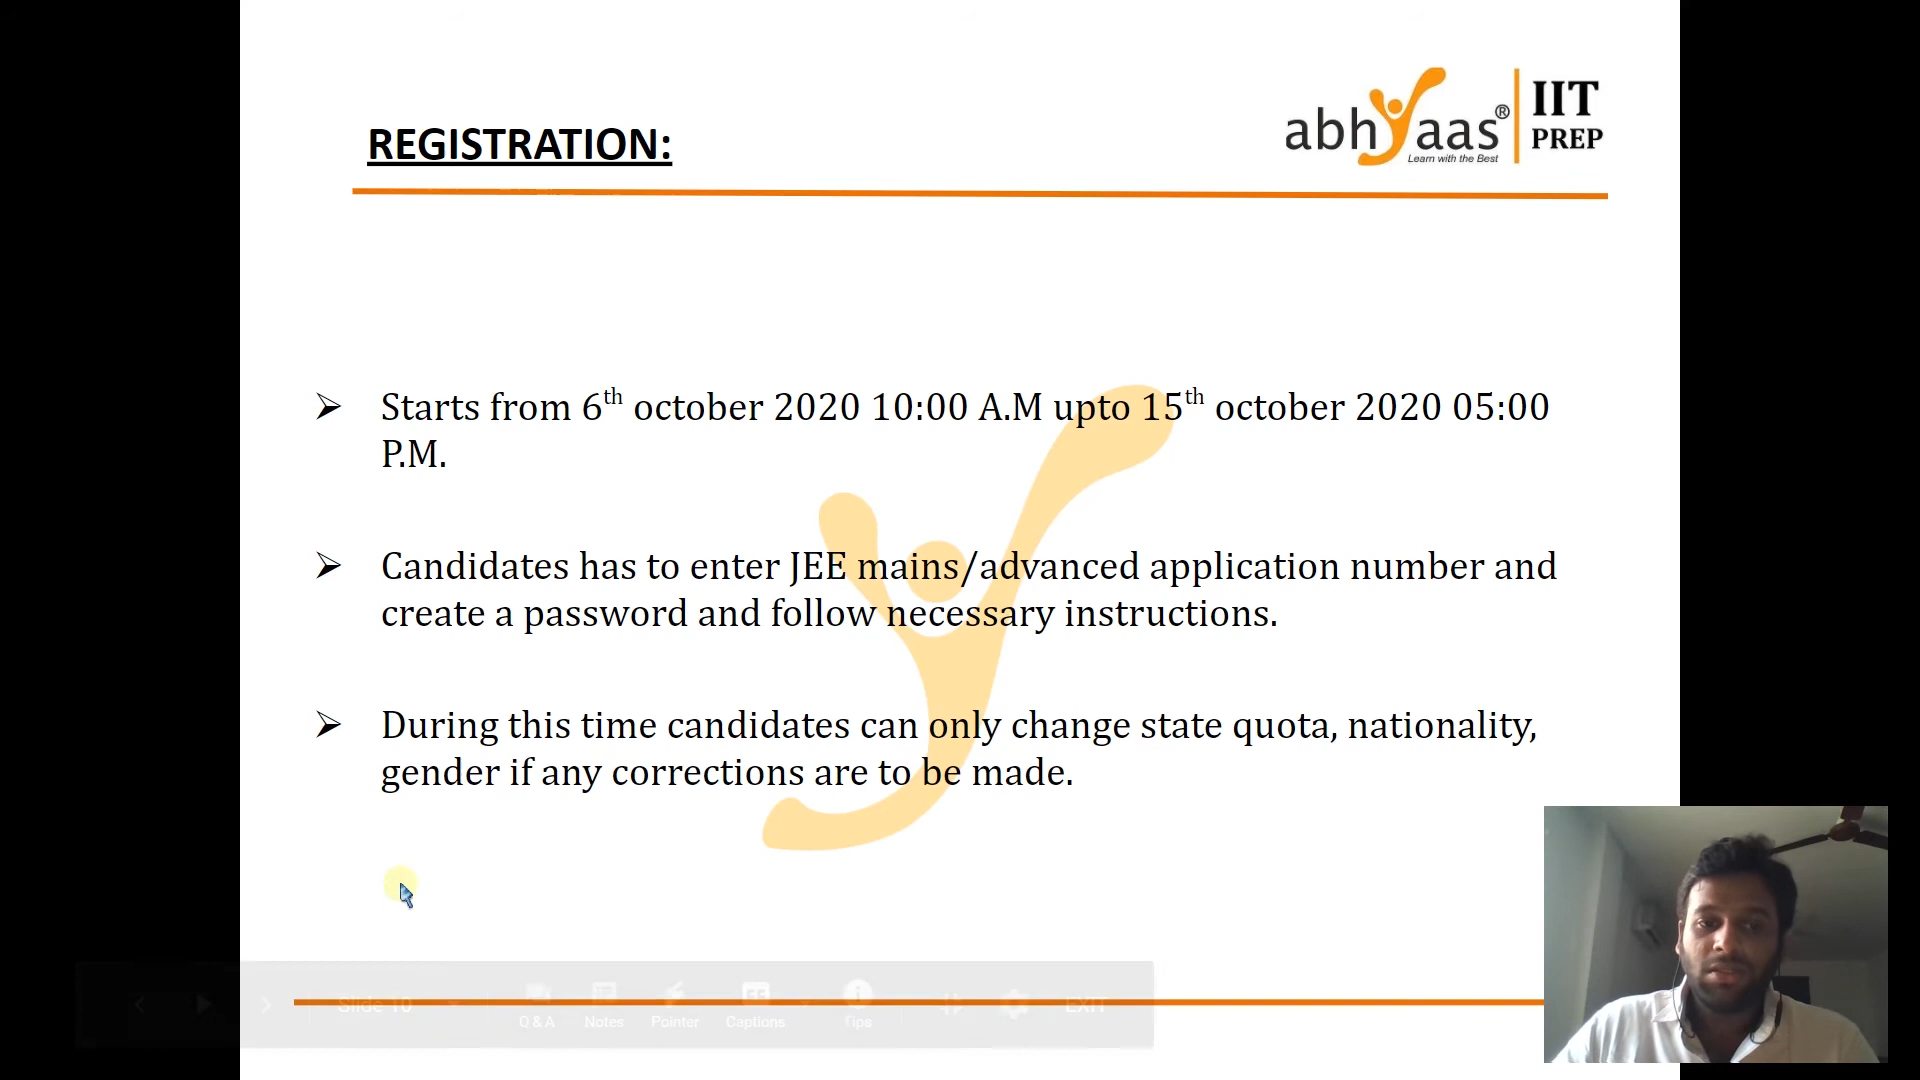 REGISTRATION:
abhyaas® IIT
PREP
Learn with the Best
➢ Starts from 6th october 2020 10:00 A.M upto 15th october 2020 05:00
P.M.
➢ Candidates has to enter JEE mains/advanced application number and
create a password and follow necessary instructions.
➢ During this time candidates can only change state quota, nationality,
gender if any corrections are to be made.
Slide 10
Q & A Notes Pointer Captions Tips EXIT